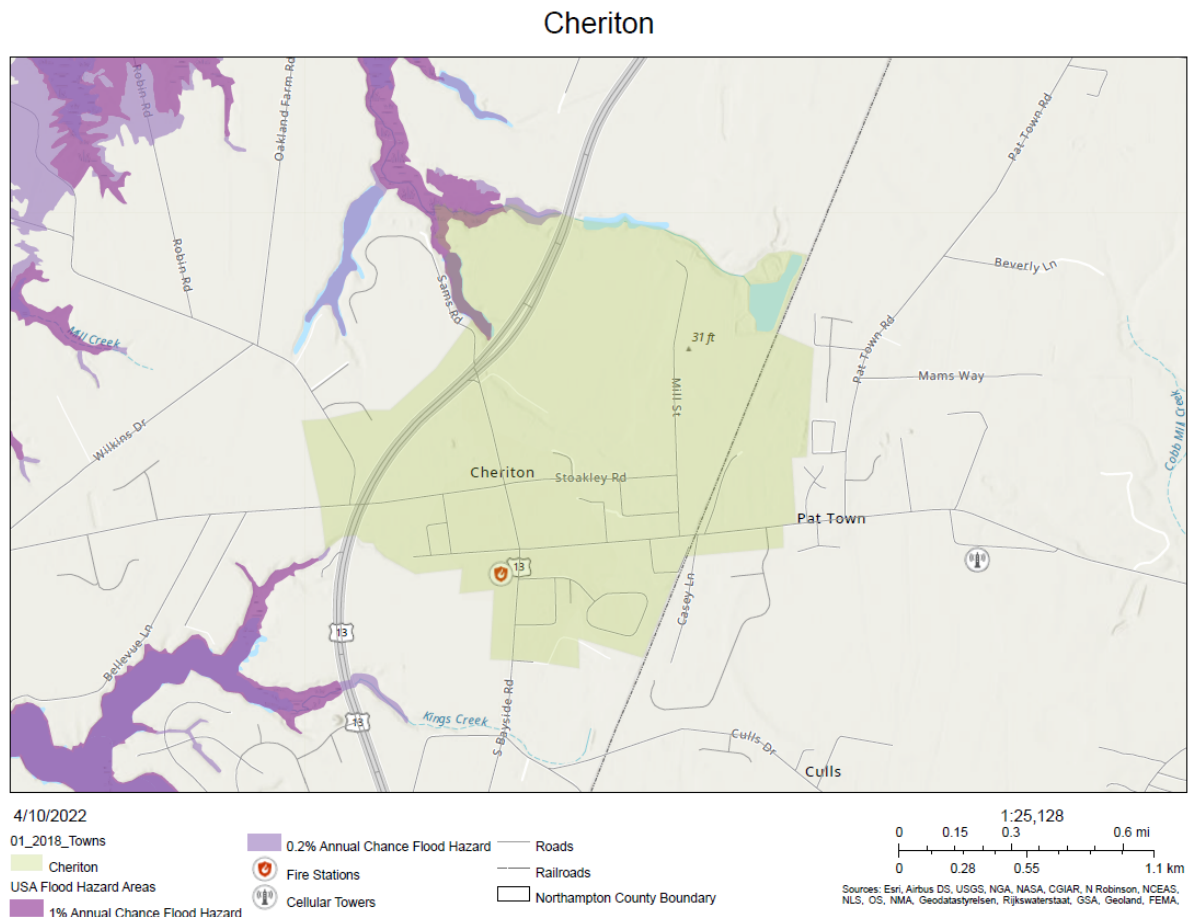 Cheriton
Robin Rd
Oakland Farm Rd
Pat Town Rd
Robin Rd
Sams Rd
Beverly Ln
Mill Creek
31 ft
Pat Town Rd
Mams Way
Mill St
Cobb Mill Creek
Wilkins Dr
Cheriton
Stoakley Rd
Pat Town
13
Casey Ln
13
Bellevue Ln
13
Kings Creek
S Bayside Rd
Culls Dr
Culls
4/10/2022
01_2018_Towns
Cheriton
USA Flood Hazard Areas
1% Annual Chance Flood Hazard
0.2% Annual Chance Flood Hazard
Fire Stations
Cellular Towers
Roads
Railroads
Northampton County Boundary
1:25,128
0 0.15 0.3 0.6 mi
0 0.28 0.55 1.1 km
Sources: Esri, Airbus DS, USGS, NGA, NASA, CGIAR, N Robinson, NCEAS,
NLS, OS, NMA, Geodatastyrelsen, Rijkswaterstaat, GSA, Geoland, FEMA,